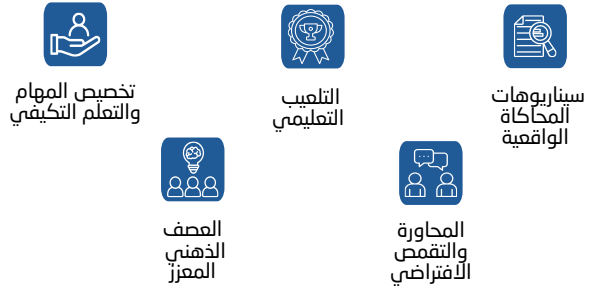 سيناريوهات
المحاكاة
الواقعية
التلعيب
التعليمي
تخصيص المهام
والتعلم التكيفي
المحاورة
والتقمص
الافتراضي
العصف
الذهني
المعزز